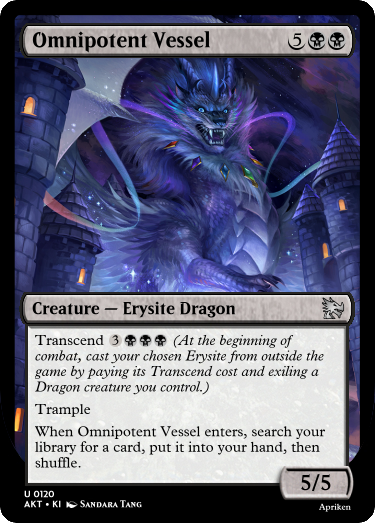 Omnipotent Vessel 5
Creature — Erysite Dragon
Transcend 3 (At the beginning of
combat, cast your chosen Erysite from outside the
game by paying its Transcend cost and exiling a
Dragon creature you control.)
Trample
When Omnipotent Vessel enters, search your
library for a card, put it into your hand, then
shuffle.
5/5
U 0120
AKT • KI Sandara Tang
Apriken